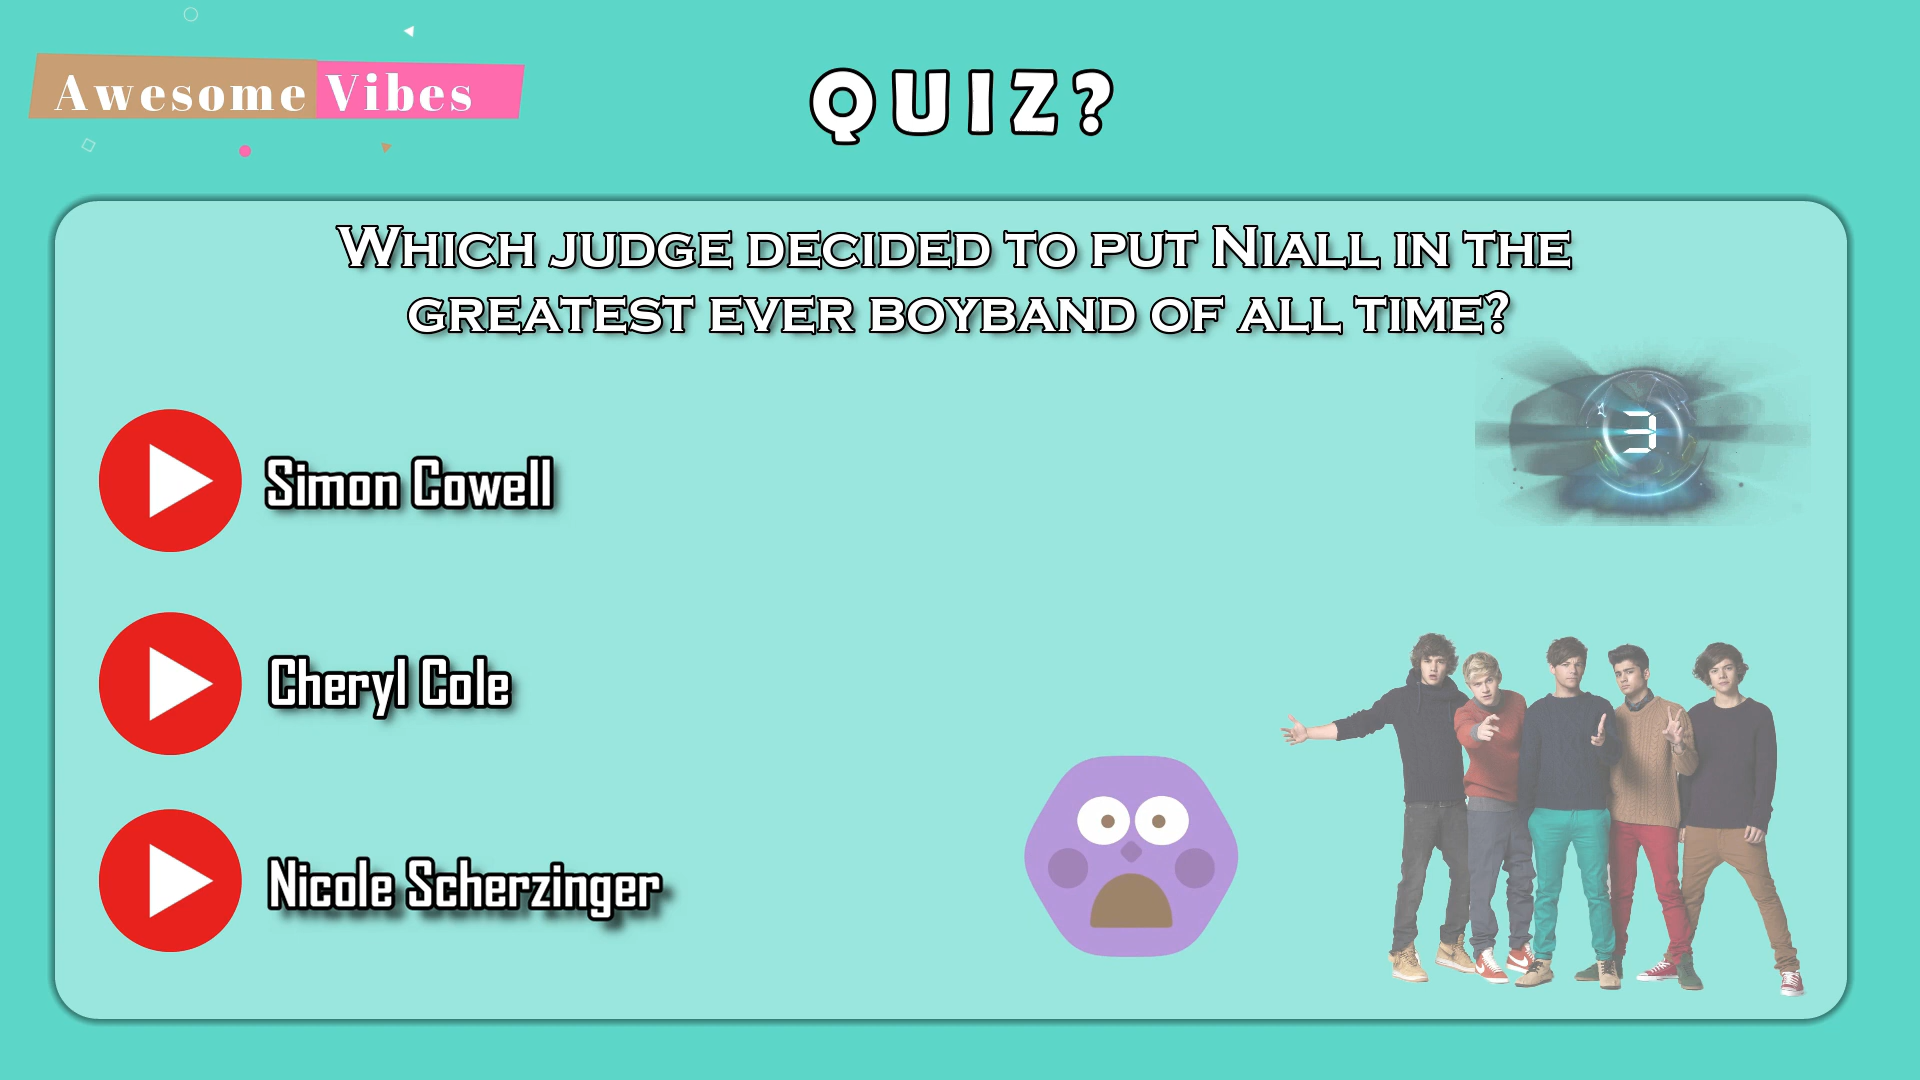 Awesome Vibes
QUIZ?
Which judge decided to put Niall in the
greatest ever boyband of all time?
3
Simon Cowell
Cheryl Cole
Nicole Scherzinger